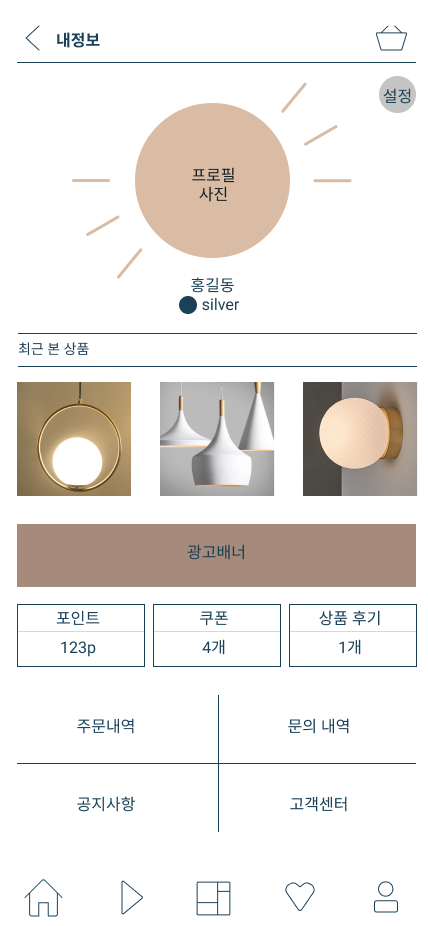 내정보
설정
프로필
사진
홍길동
silver
최근 본 상품
광고배너
포인트
쿠폰
상품 후기
123p
4개
1개
주문내역
문의 내역
공지사항
고객센터